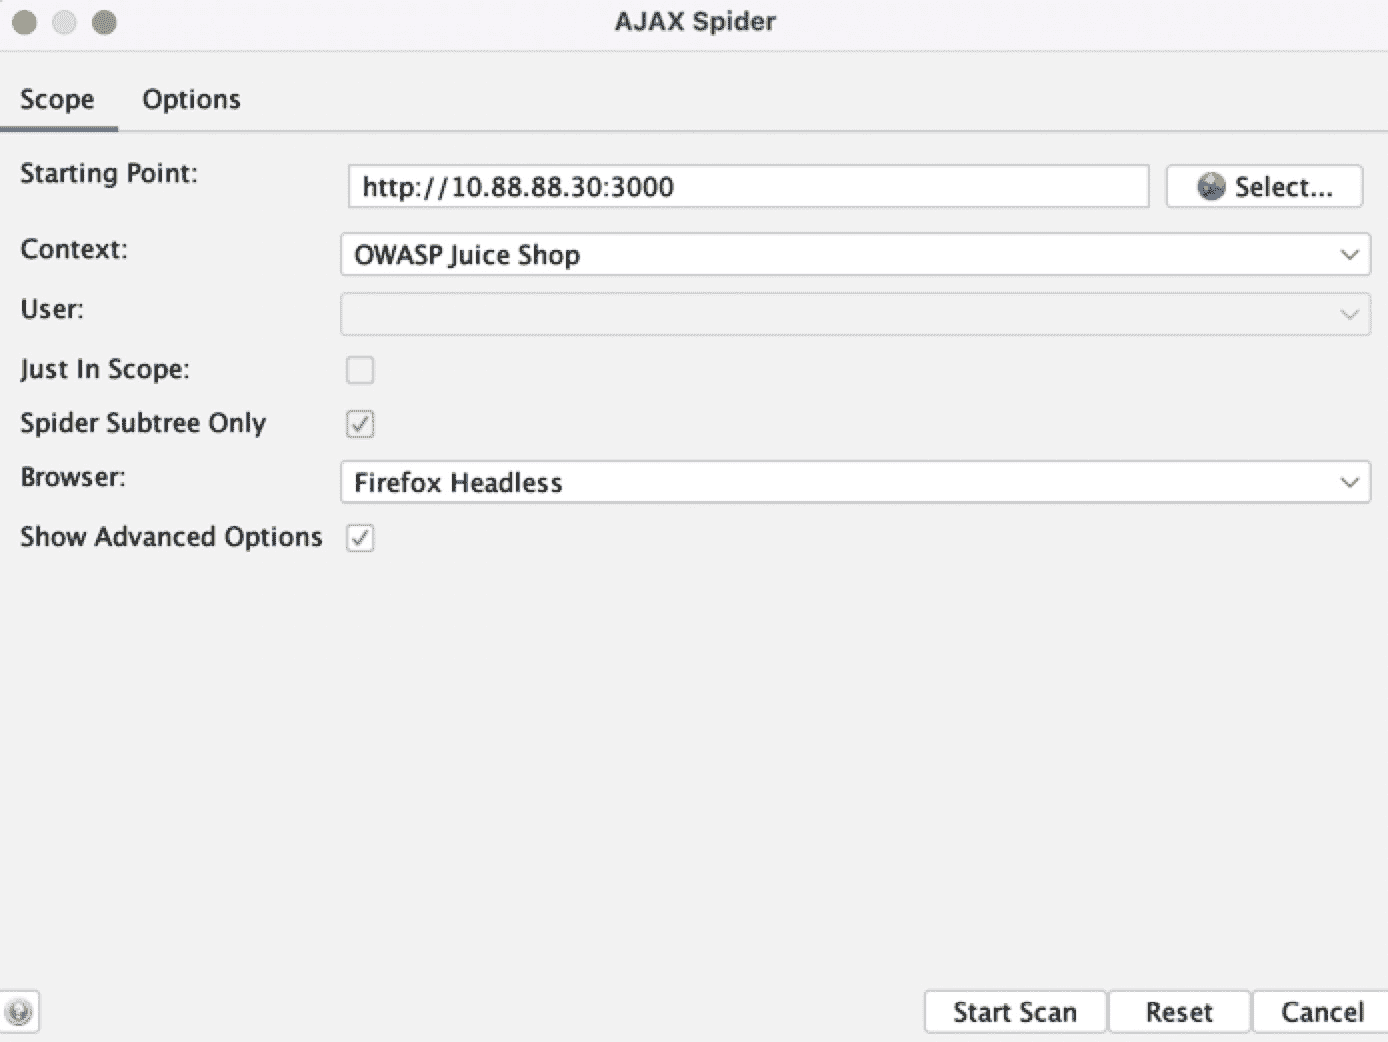 AJAX Spider
Scope Options
Starting Point: http://10.88.88.30:3000 Select...
Context: OWASP Juice Shop
User:
Just In Scope:
Spider Subtree Only
Browser: Firefox Headless
Show Advanced Options
Start Scan Reset Cancel